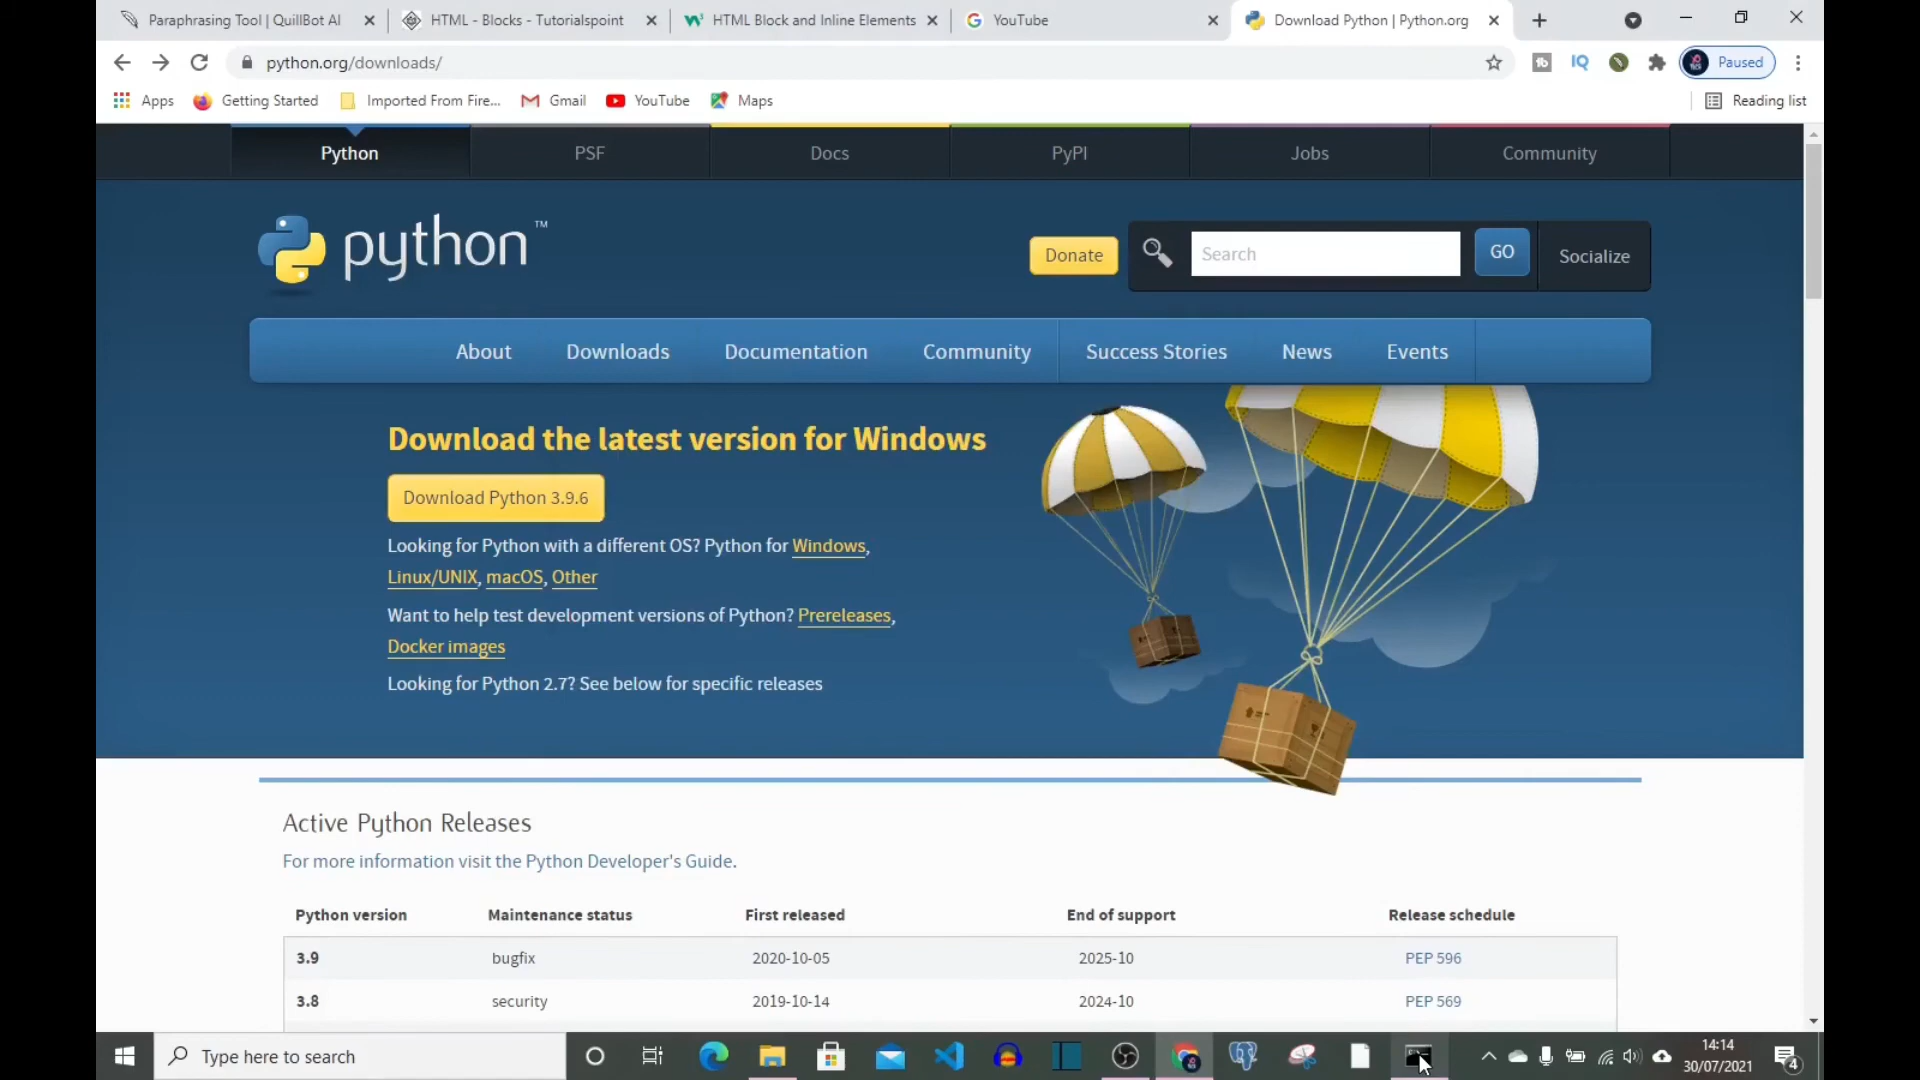 Paraphrasing Tool | QuillBot AI
HTML - Blocks - Tutorialspoint
HTML Block and Inline Elements
YouTube
Download Python | Python.org
python.org/downloads/
Paused
Apps
Getting Started
Imported From Fire...
Gmail
YouTube
Maps
Reading list
Python
PSF
Docs
PyPI
Jobs
Community
python™
Donate
Search
GO
Socialize
About
Downloads
Documentation
Community
Success Stories
News
Events
Download the latest version for Windows
Download Python 3.9.6
Looking for Python with a different OS? Python for Windows,
Linux/UNIX, macOS, Other
Want to help test development versions of Python? Prereleases,
Docker images
Looking for Python 2.7? See below for specific releases
Active Python Releases
For more information visit the Python Developer's Guide.
Python version Maintenance status First released End of support Release schedule
3.9 bugfix 2020-10-05 2025-10 PEP 596
3.8 security 2019-10-14 2024-10 PEP 569
Type here to search
14:14
30/07/2021
4